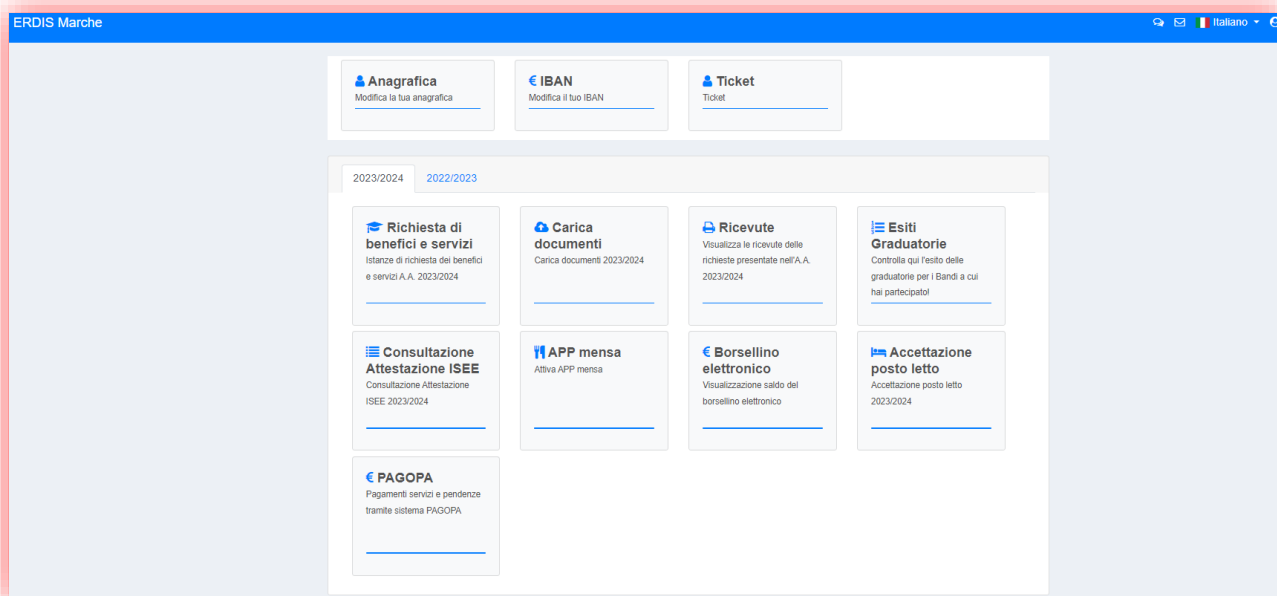 ERDIS Marche
Italiano
Anagrafica
Modifica la tua anagrafica
€ IBAN
Modifica il tuo IBAN
Ticket
Ticket
2023/2024
2022/2023
Richiesta di
benefici e servizi
Istanze di richiesta dei benefici
e servizi A.A. 2023/2024
Carica
documenti
Carica documenti 2023/2024
Ricevute
Visualizza le ricevute delle
richieste presentate nell'A.A.
2023/2024
Esiti
Graduatorie
Controlla qui l'esito delle
graduatorie per i Bandi a cui
hai partecipato!
Consultazione
Attestazione ISEE
Consultazione Attestazione
ISEE 2023/2024
APP mensa
Attiva APP mensa
€ Borsellino
elettronico
Visualizzazione saldo del
borsellino elettronico
Accettazione
posto letto
Accettazione posto letto
2023/2024
€ PAGOPA
Pagamenti servizi e pendenze
tramite sistema PAGOPA